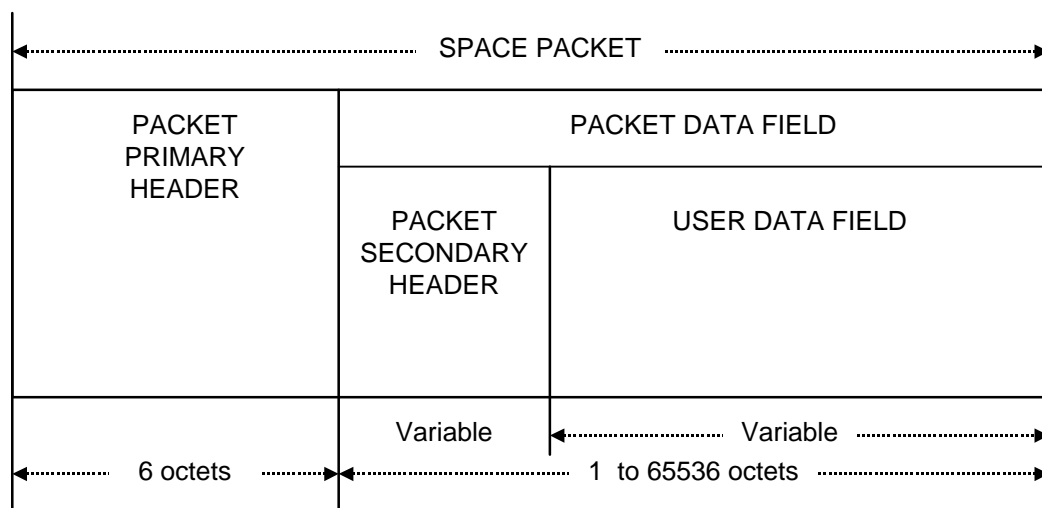 SPACE PACKET
PACKET
PRIMARY
HEADER
PACKET DATA FIELD
PACKET
SECONDARY
HEADER
USER DATA FIELD
Variable
Variable
6 octets
1 to 65536 octets